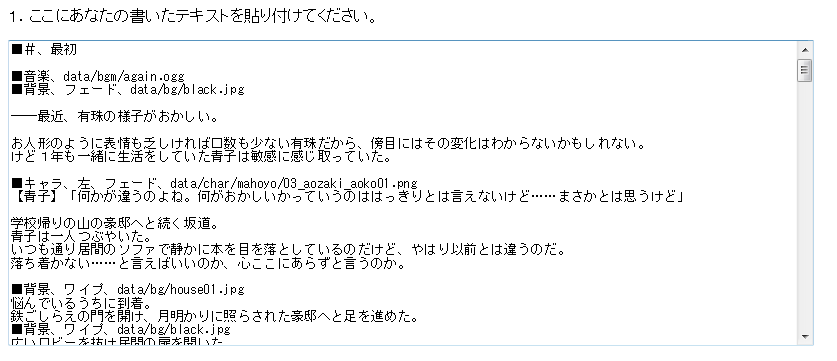 1. ここにあなたの書いたテキストを貼り付けてください。
■＃、最初
■音楽、data/bgm/again.ogg
■背景、フェード、data/bg/black.jpg
――最近、有珠の様子がおかしい。
お人形のように表情も乏しければ口数も少ない有珠だから、傍目にはその変化はわからないかもしれない。
けど１年も一緒に生活をしていた青子は敏感に感じ取っていた。
■キャラ、左、フェード、data/char/mahoyo/03_aozaki_aoko01.png
【青子】「何かが違うのよね。何がおかしいかっていうのははっきりとは言えないけど……まさかとは思うけど」
学校帰りの山の豪邸へと続く坂道。
青子は一人つぶやいた。
いつも通り居間のソファで静かに本を目を落としているのだけど、やはり以前とは違うのだ。
落ち着かない……と言えばいいのか、心ここにあらずと言うのか。
■背景、ワイプ、data/bg/house01.jpg
悩んでいるうちに到着。
鉄ごしらえの門を開け、月明かりに照らされた豪邸へと足を進めた。
■背景、ワイプ、data/bg/black.jpg
広いロビーを抜け居間の扉を開いた。